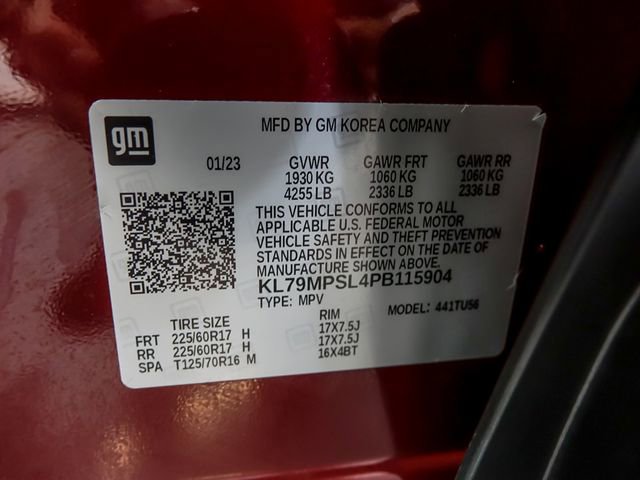 gm
MFD BY GM KOREA COMPANY
01/23 GVWR GAWR FRT GAWR RR
1930 KG 1060 KG 1060 KG
4255 LB 2336 LB 2336 LB
THIS VEHICLE CONFORMS TO ALL
APPLICABLE U.S. FEDERAL MOTOR
VEHICLE SAFETY AND THEFT PREVENTION
STANDARDS IN EFFECT ON THE DATE OF
MANUFACTURE SHOWN ABOVE
KL79MPSL4PB115904
TYPE: MPV MODEL: 441TU56
TIRE SIZE RIM
FRT 225/60R17 H 17X7.5J
RR 225/60R17 H 17X7.5J
SPA T125/70R16 M 16X4BT